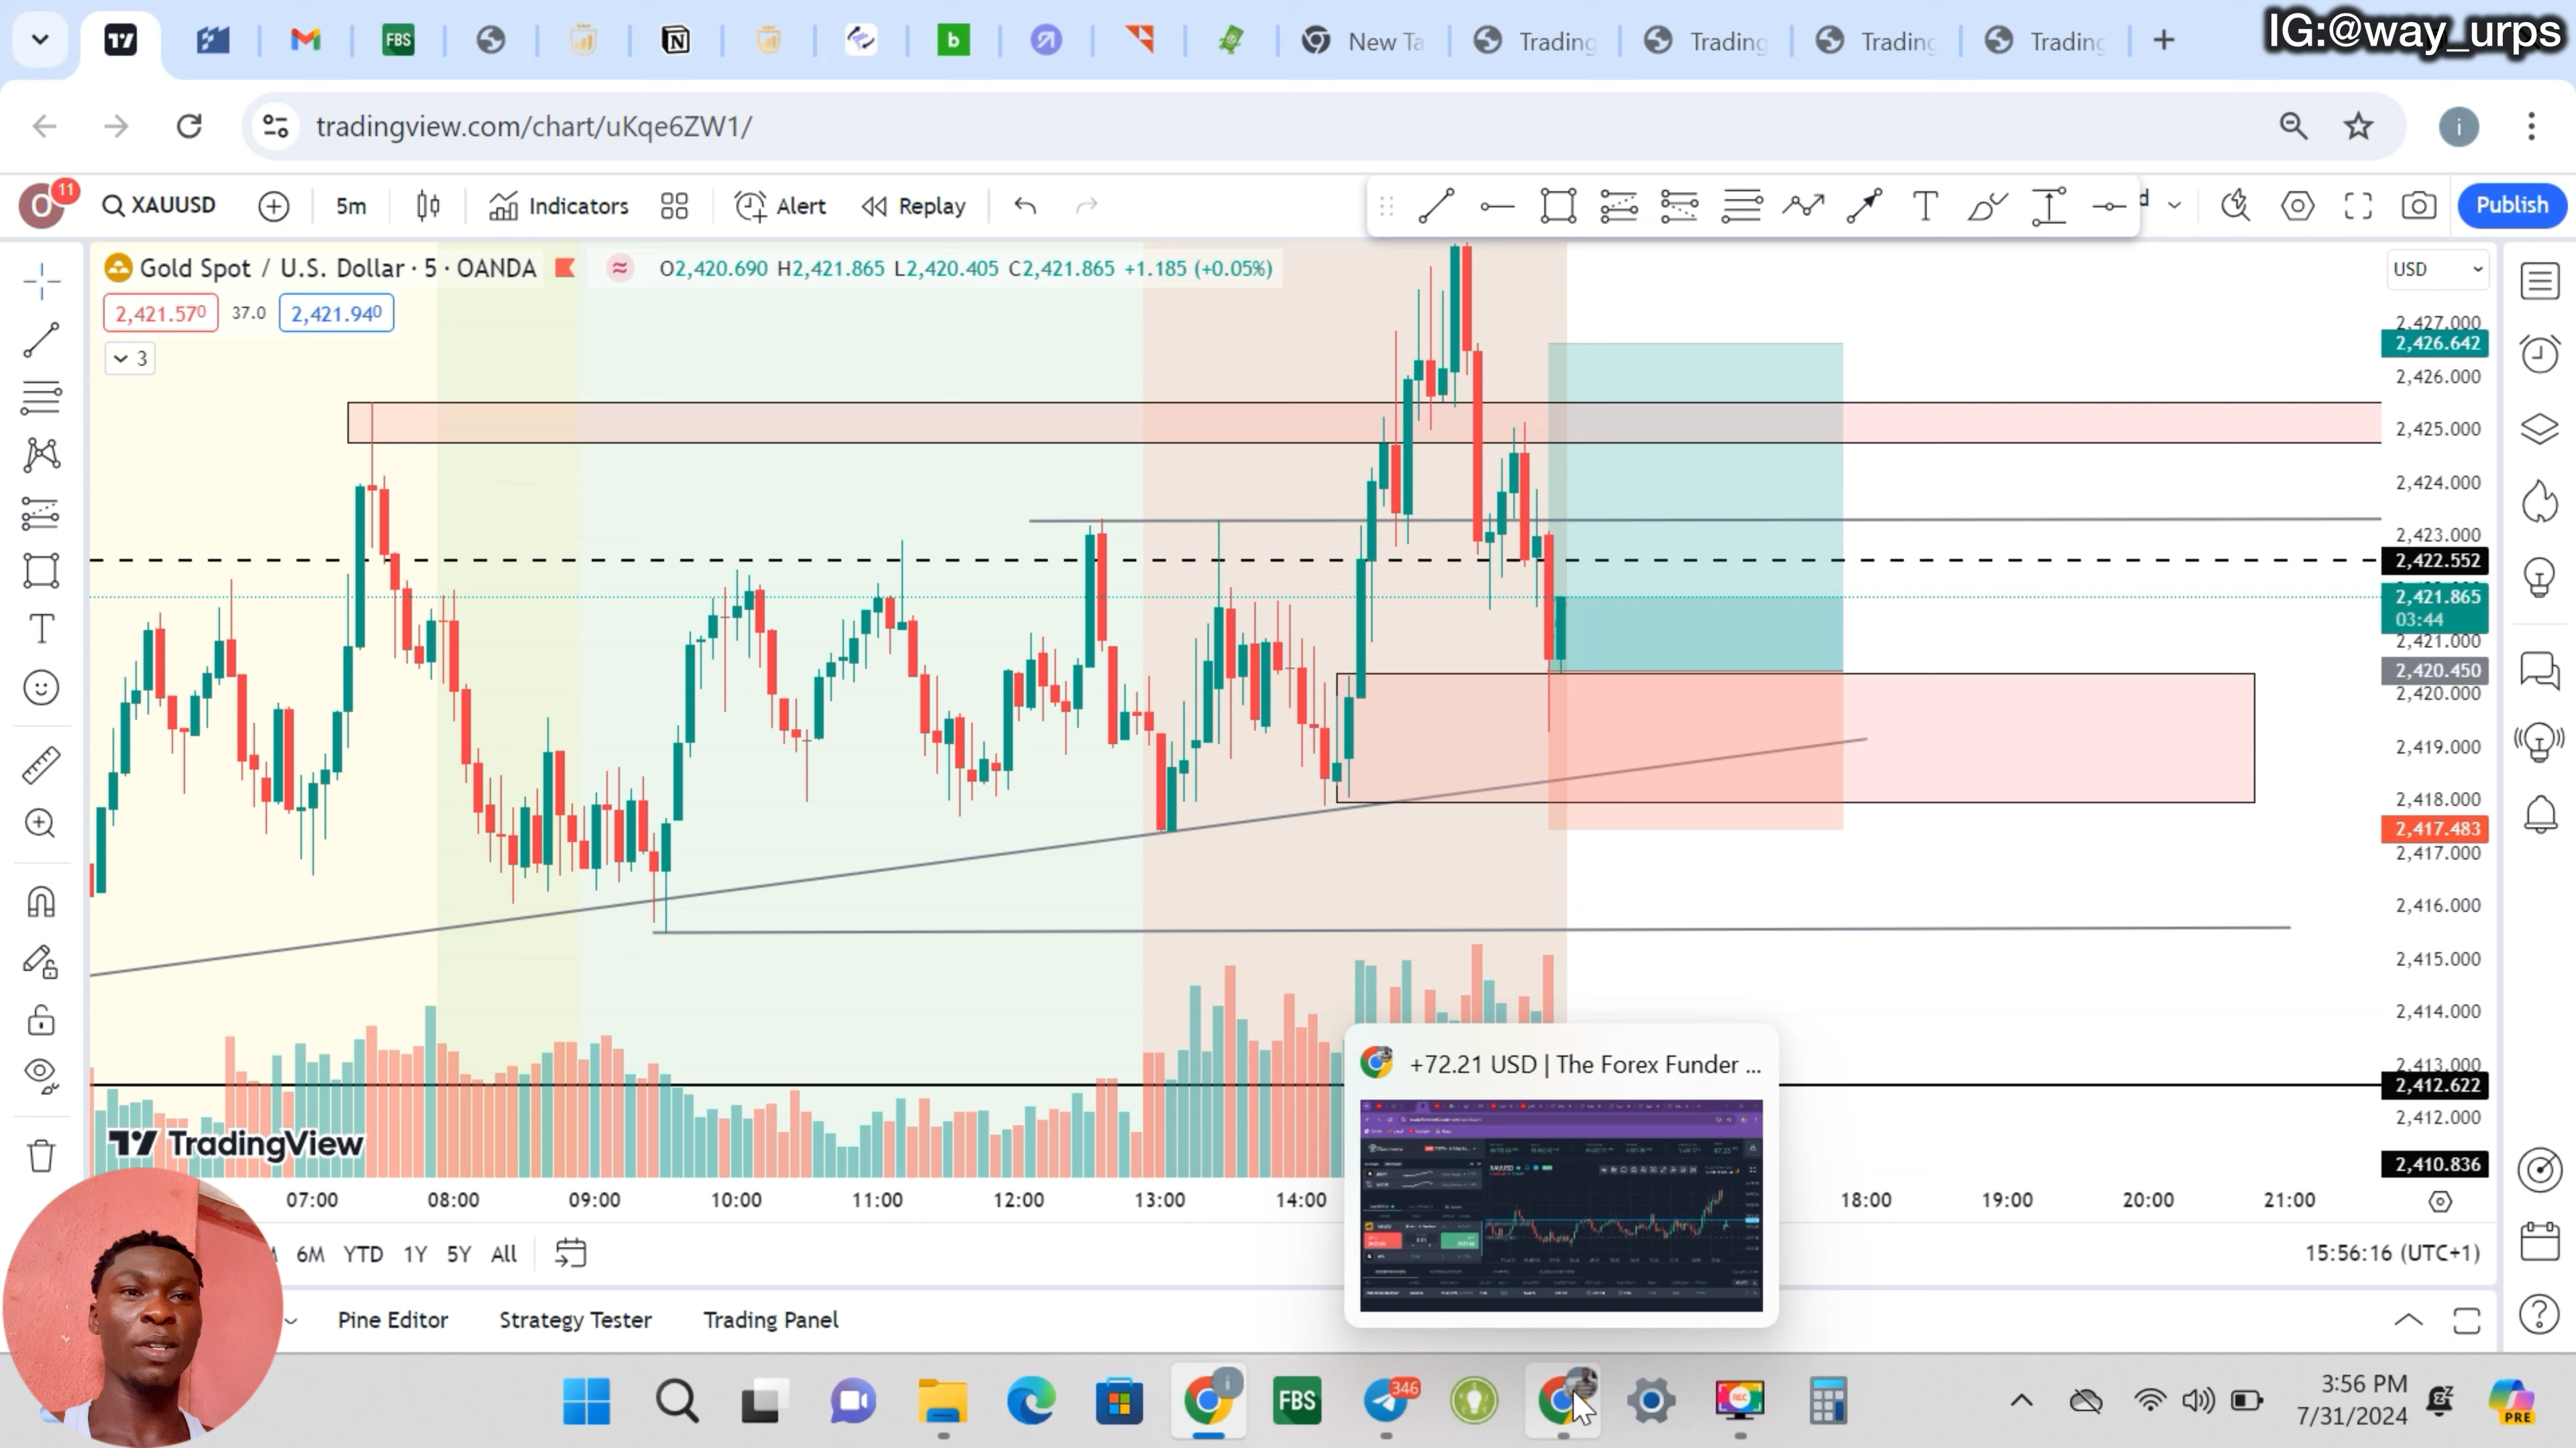 IG:@way_urps
FBS
New Ta
Trading
Trading
Trading
Trading
tradingview.com/chart/uKqe6ZW1/
11
O
XAUUSD
5m
Indicators
Alert
Replay
d
Publish
i
Gold Spot / U.S. Dollar · 5 · OANDA
O2,420.690 H2,421.865 L2,420.405 C2,421.865 +1.185 (+0.05%)
USD
2,421.570
37.0
2,421.940
3
2,427.000
2,426.642
2,426.000
2,425.000
2,424.000
2,423.000
2,422.552
2,421.865
03:44
2,421.000
2,420.450
2,420.000
2,419.000
2,418.000
2,417.483
2,417.000
2,416.000
2,415.000
2,414.000
2,413.000
2,412.622
2,412.000
2,410.836
+72.21 USD | The Forex Funder ...
TradingView
07:00 08:00 09:00 10:00 11:00 12:00 13:00 14:00 18:00 19:00 20:00 21:00
6M YTD 1Y 5Y All
15:56:16 (UTC+1)
Pine Editor Strategy Tester Trading Panel
FBS
346
REC
3:56 PM
7/31/2024
PRE